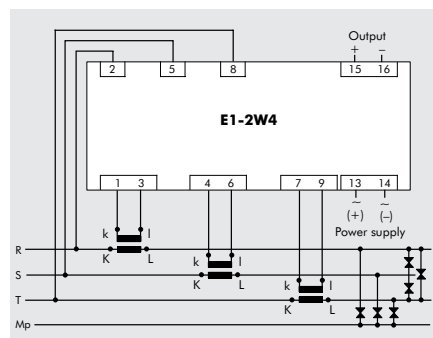 Output
+ –
2 5 8 15 16
E1-2W4
1 3 4 6 7 9 13 14
~ ~
(+) (–)
Power supply
k l
R
K L
k l
S
K L
k l
T
K L
Mp